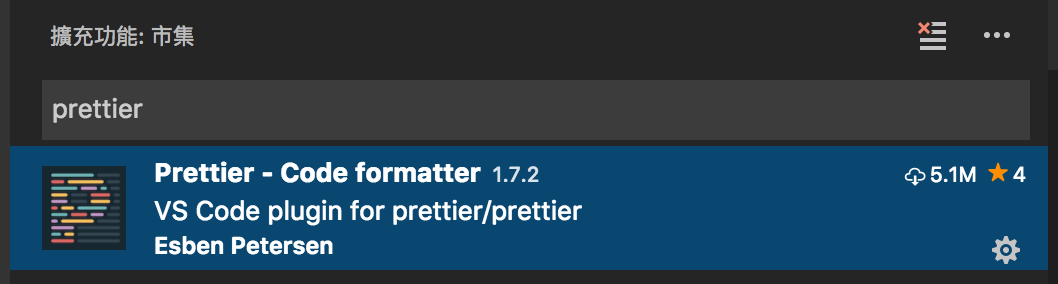 擴充功能: 市集
prettier
Prettier - Code formatter 1.7.2 5.1M 4
VS Code plugin for prettier/prettier
Esben Petersen